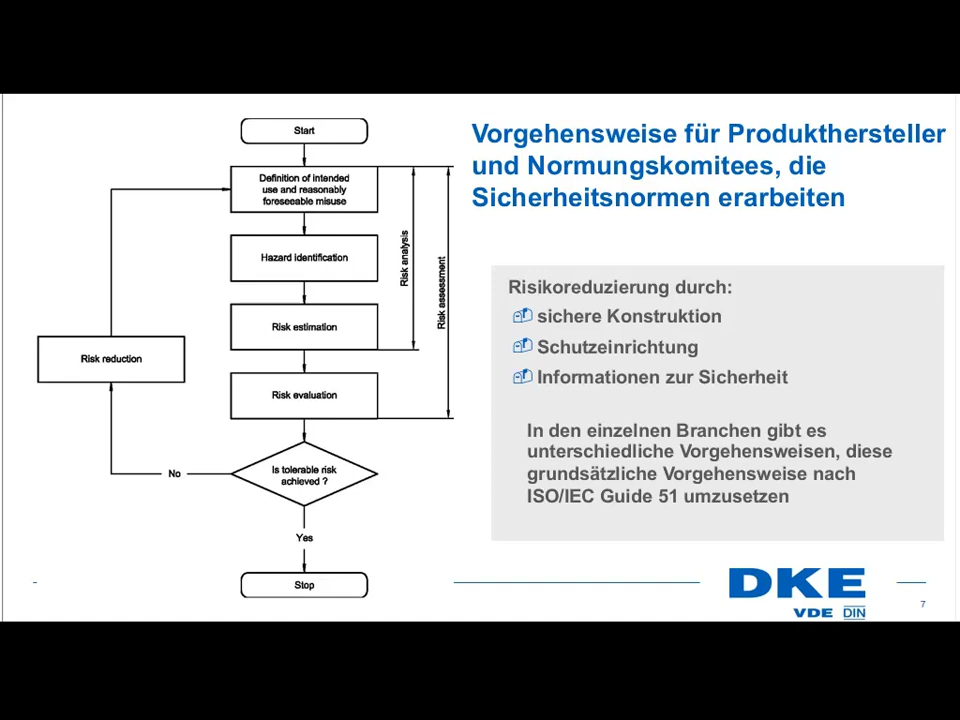 Start
Definition of intended
use and reasonably
foreseeable misuse
Hazard identification
Risk estimation
Risk evaluation
Is tolerable risk
achieved ?
No
Risk reduction
Yes
Stop
Risk analysis
Risk assessment
Vorgehensweise für Produkthersteller
und Normungskomitees, die
Sicherheitsnormen erarbeiten
Risikoreduzierung durch:
sichere Konstruktion
Schutzeinrichtung
Informationen zur Sicherheit
In den einzelnen Branchen gibt es
unterschiedliche Vorgehensweisen, diese
grundsätzliche Vorgehensweise nach
ISO/IEC Guide 51 umzusetzen
DKE
VDE DIN
7